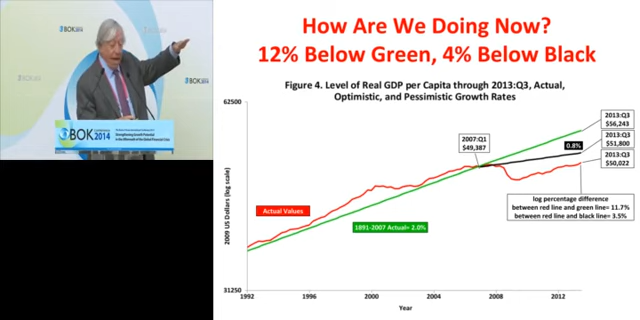 How Are We Doing Now?
12% Below Green, 4% Below Black
Figure 4. Level of Real GDP per Capita through 2013:Q3, Actual,
Optimistic, and Pessimistic Growth Rates
62500
2009 US Dollars (log scale)
31250
1992
1996
2000
2004
2008
2012
Year
Actual Values
1891-2007 Actual= 2.0%
2007:Q1
$49,387
0.8%
2013:Q3
$56,243
2013:Q3
$51,800
2013:Q3
$50,022
log percentage difference
between red line and green line= 11.7%
between red line and black line= 3.5%
BOK
2014